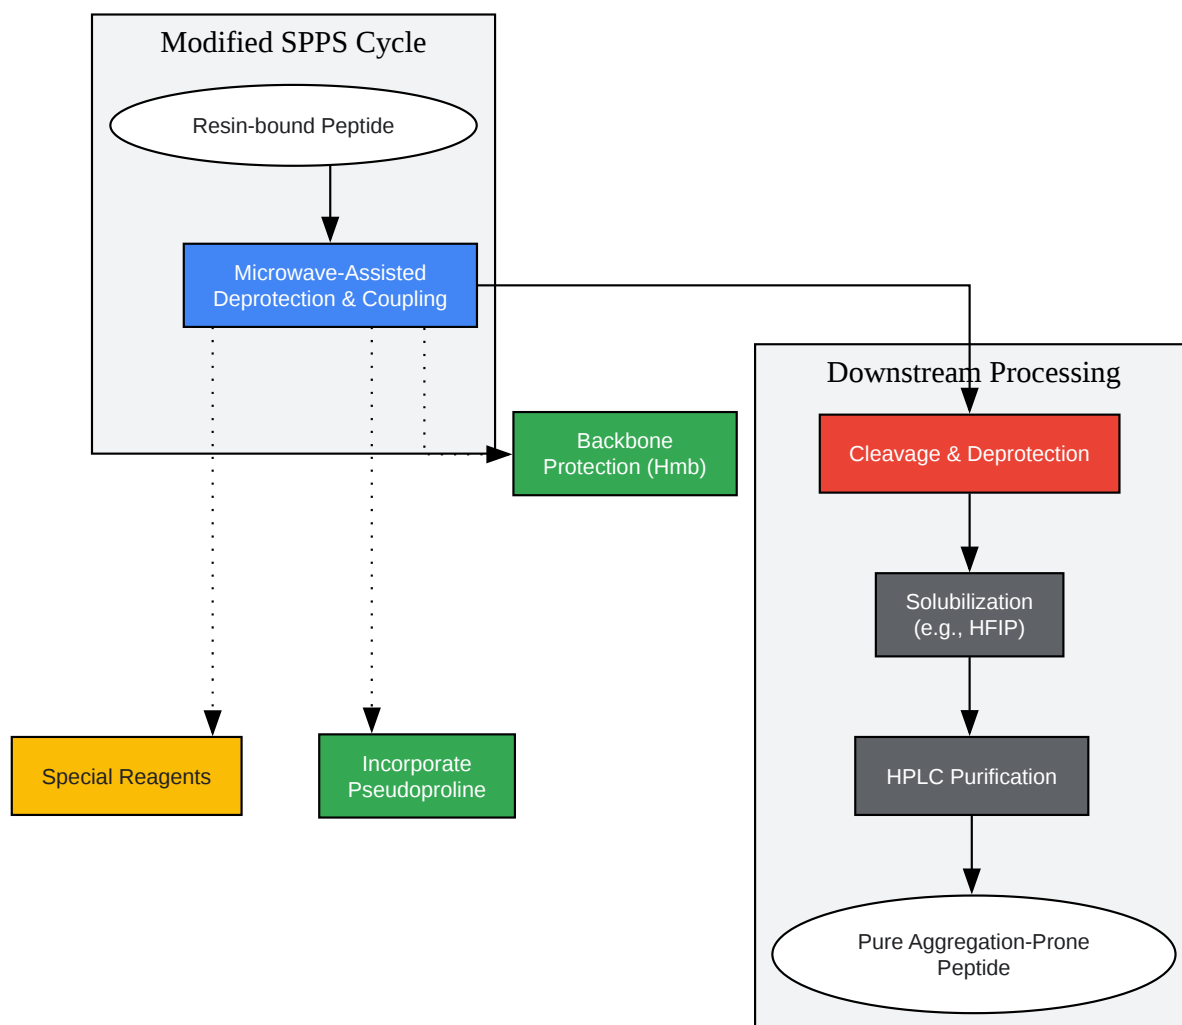 Modified SPPS Cycle
Resin-bound Peptide
Microwave-Assisted
Deprotection & Coupling
Backbone
Protection (Hmb)
Special Reagents
Incorporate
Pseudoproline
Downstream Processing
Cleavage & Deprotection
Solubilization
(e.g., HFIP)
HPLC Purification
Pure Aggregation-Prone
Peptide